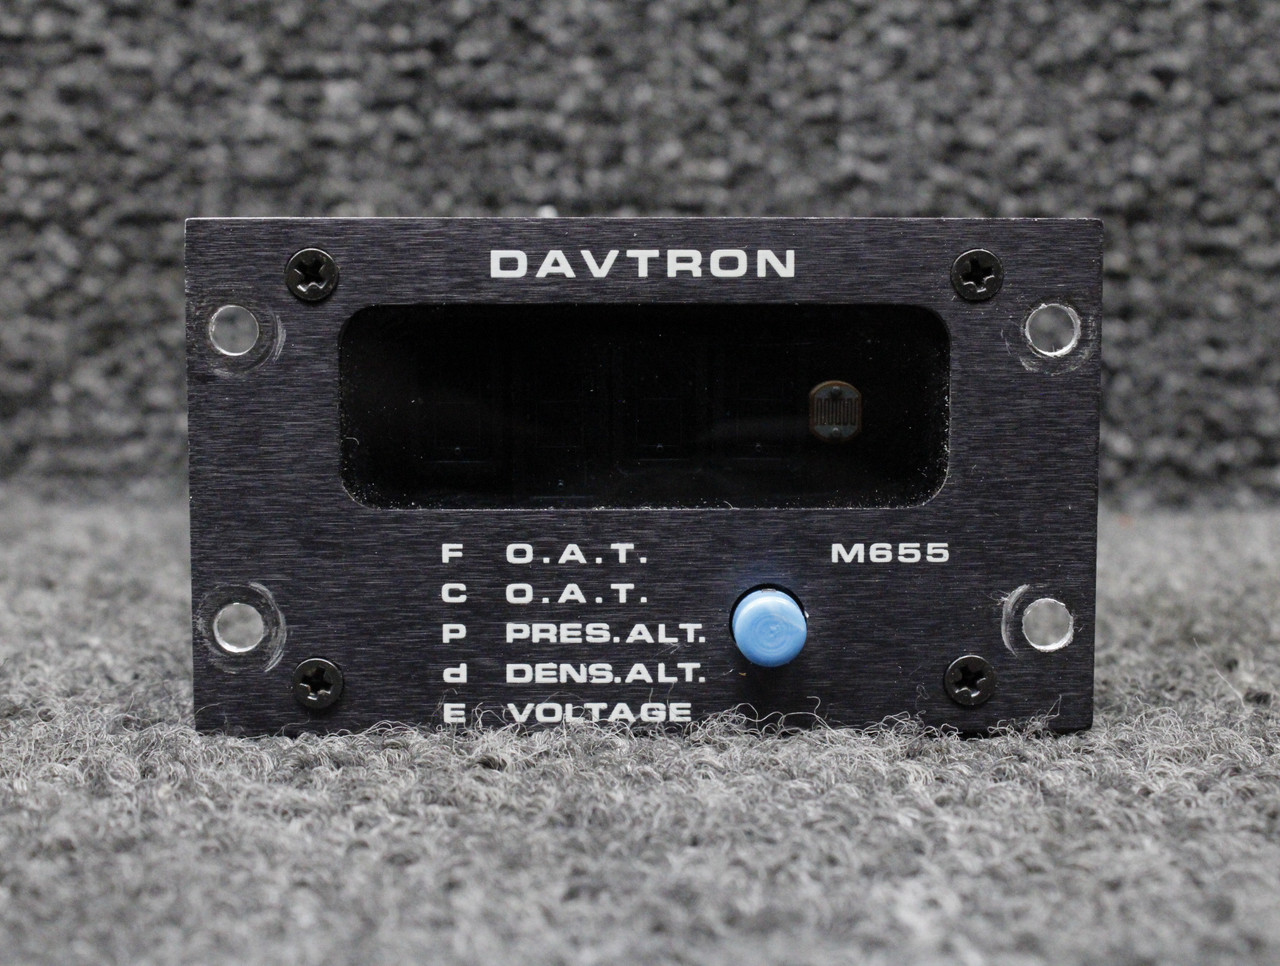 DAVTRON
F O.A.T. M655
C O.A.T.
P PRES.ALT.
d DENS.ALT.
E VOLTAGE